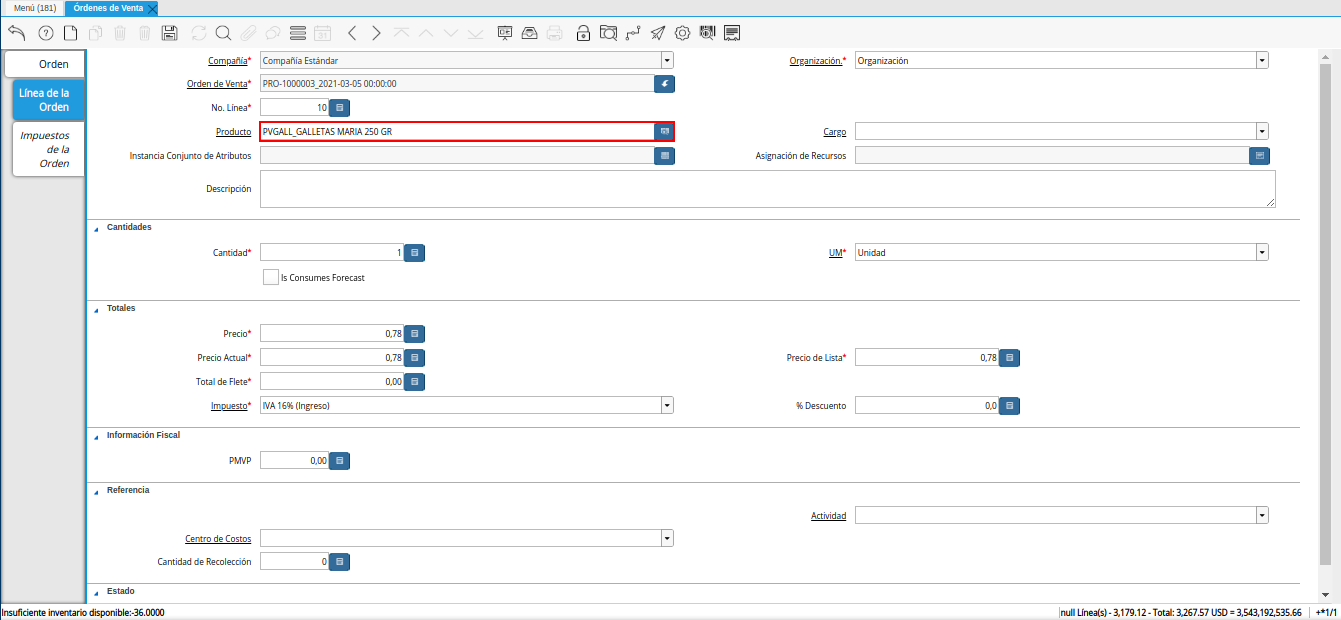 Menú (181)
Órdenes de Venta
Orden
Línea de la
Orden
Impuestos
de la
Orden
Compañía*
Compañía Estándar
Organización.*
Organización
Orden de Venta*
PRO-1000003_2021-03-05 00:00:00
No. Línea*
10
Producto
PVGALL_GALLETAS MARIA 250 GR
Cargo
Instancia Conjunto de Atributos
Asignación de Recursos
Descripción
Cantidades
Cantidad*
1
UM*
Unidad
Is Consumes Forecast
Totales
Precio*
0,78
Precio Actual*
0,78
Precio de Lista*
0,78
Total de Flete*
0,00
Impuesto*
IVA 16% (Ingreso)
% Descuento
0,0
Información Fiscal
PMVP
0,00
Referencia
Actividad
Centro de Costos
Cantidad de Recolección
0
Estado
Insuficiente inventario disponible:-36.0000
null Línea(s) - 3,179.12 - Total: 3,267.57 USD = 3,543,192,535.66
+*1/1